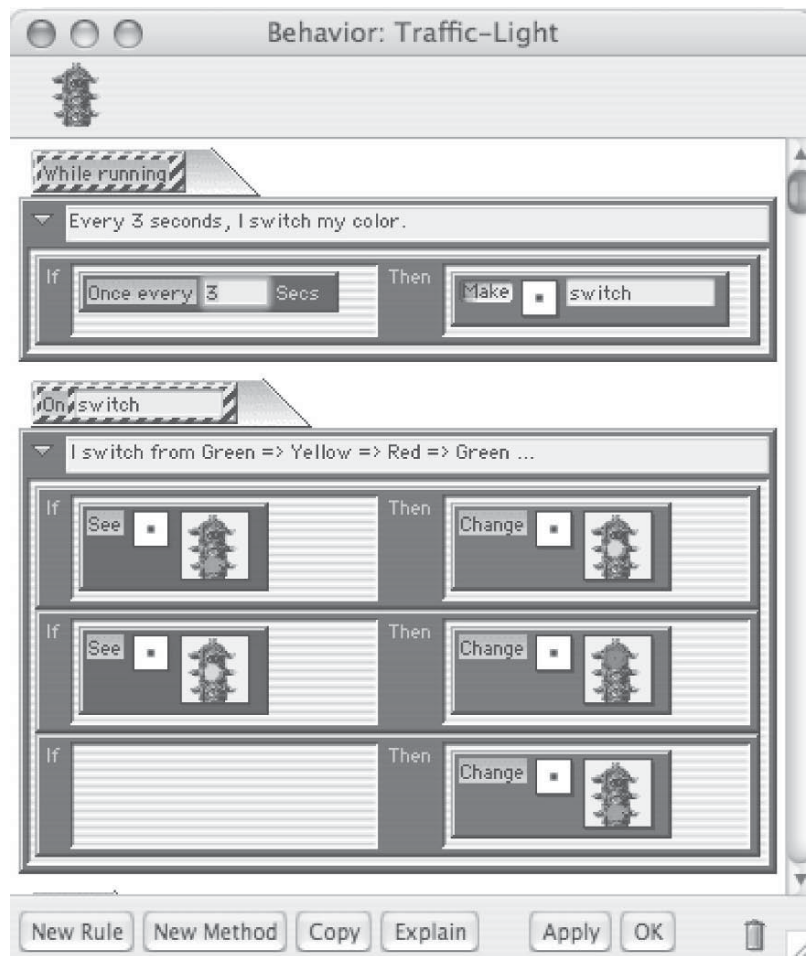 Behavior: Traffic-Light
While running
Every 3 seconds, I switch my color.
If Once every 3 Secs Then Make switch
On switch
I switch from Green => Yellow => Red => Green ...
If See Then Change
If See Then Change
If Then Change
New Rule New Method Copy Explain Apply OK